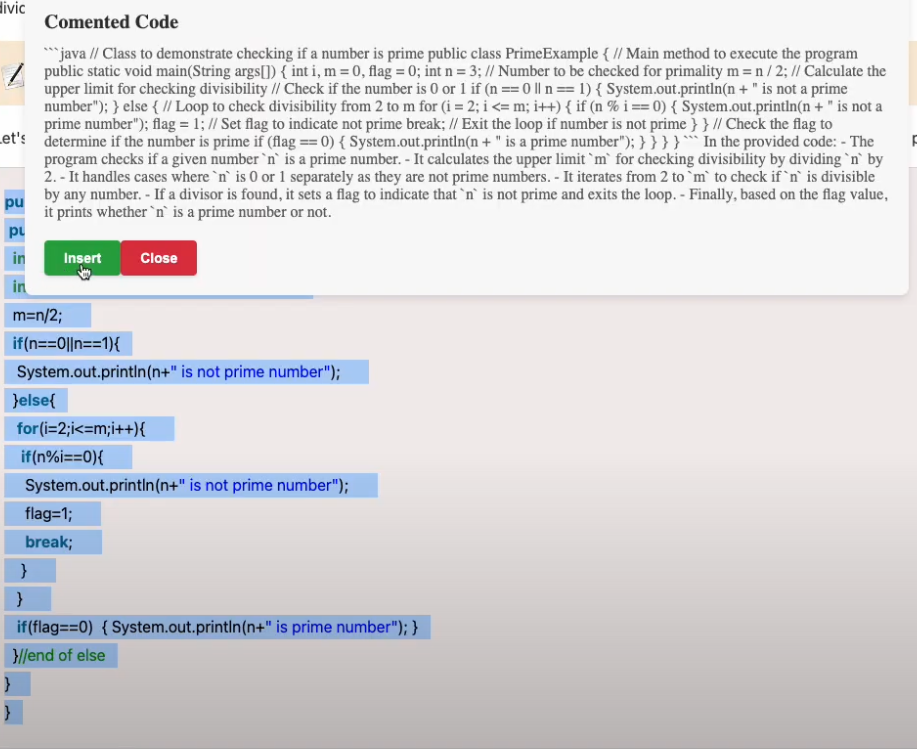 divid
Comented Code
```java // Class to demonstrate checking if a number is prime public class PrimeExample { // Main method to execute the program
public static void main(String args[]) { int i, m = 0, flag = 0; int n = 3; // Number to be checked for primality m = n / 2; // Calculate the
upper limit for checking divisibility // Check if the number is 0 or 1 if (n == 0 || n == 1) { System.out.println(n + " is not a prime
number"); } else { // Loop to check divisibility from 2 to m for (i = 2; i <= m; i++) { if (n % i == 0) { System.out.println(n + " is not a
prime number"); flag = 1; // Set flag to indicate not prime break; // Exit the loop if number is not prime } } // Check the flag to
determine if the number is prime if (flag == 0) { System.out.println(n + " is a prime number"); } } } } ``` In the provided code: - The
program checks if a given number `n` is a prime number. - It calculates the upper limit `m` for checking divisibility by dividing `n` by
2. - It handles cases where `n` is 0 or 1 separately as they are not prime numbers. - It iterates from 2 to `m` to check if `n` is divisible
by any number. - If a divisor is found, it sets a flag to indicate that `n` is not prime and exits the loop. - Finally, based on the flag value,
it prints whether `n` is a prime number or not.
Let's
p
Insert Close
pu
pu
in
in
m=n/2;
if(n==0||n==1){
System.out.println(n+" is not prime number");
}else{
for(i=2;i<=m;i++){
if(n%i==0){
System.out.println(n+" is not prime number");
flag=1;
break;
}
}
if(flag==0) { System.out.println(n+" is prime number"); }
}//end of else
}
}